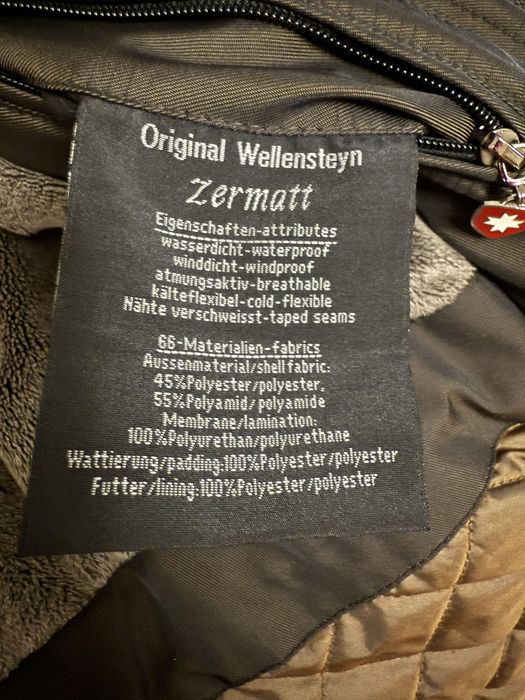 Original Wellensteyn
Zermatt
Eigenschaften-attributes
wasserdicht-waterproof
winddicht-windproof
atmungsaktiv-breathable
kälteflexibel-cold-flexible
Nähte verschweisst-taped seams
66-Materialien-fabrics
Aussenmaterial/shellfabric:
45%Polyester/polyester,
55%Polyamid/polyamide
Membrane/lamination:
100%Polyurethan/polyurethane
Wattierung/padding:100%Polyester/polyester
Futter/lining:100%Polyester/polyester